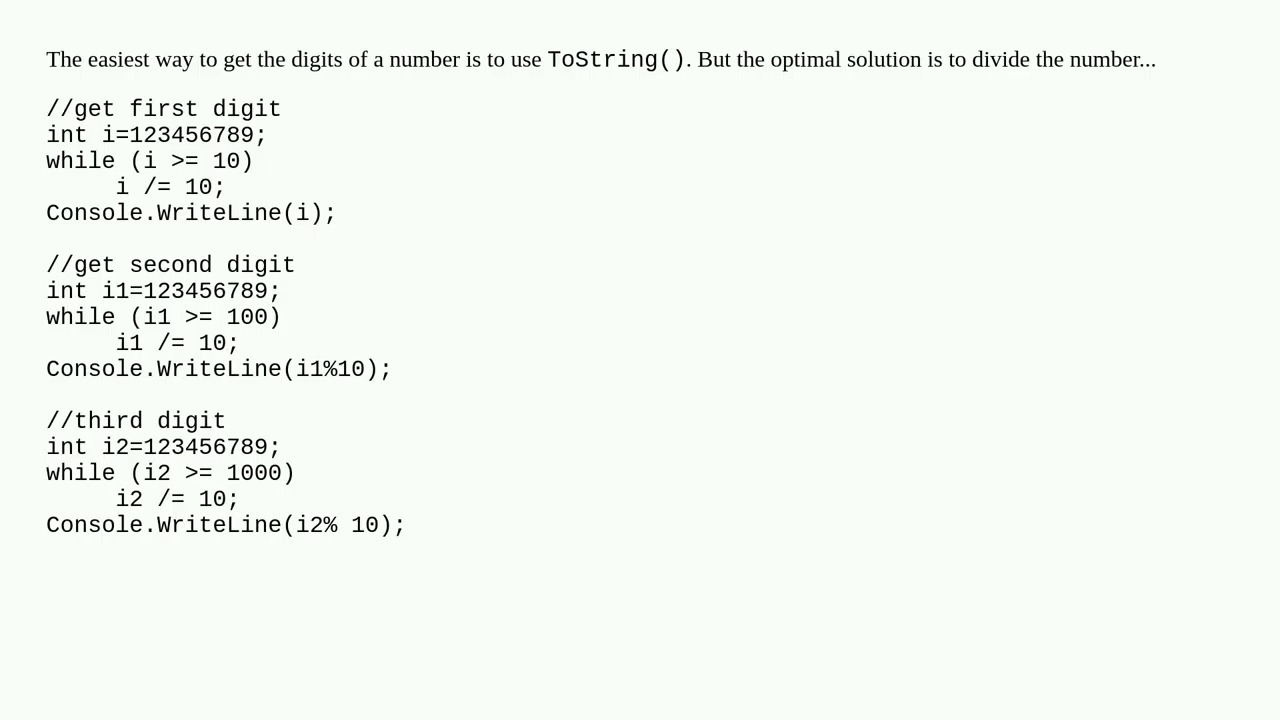 The easiest way to get the digits of a number is to use ToString(). But the optimal solution is to divide the number...
//get first digit
int i=123456789;
while (i >= 10)
     i /= 10;
Console.WriteLine(i);

//get second digit
int i1=123456789;
while (i1 >= 100)
     i1 /= 10;
Console.WriteLine(i1%10);

//third digit
int i2=123456789;
while (i2 >= 1000)
     i2 /= 10;
Console.WriteLine(i2% 10);